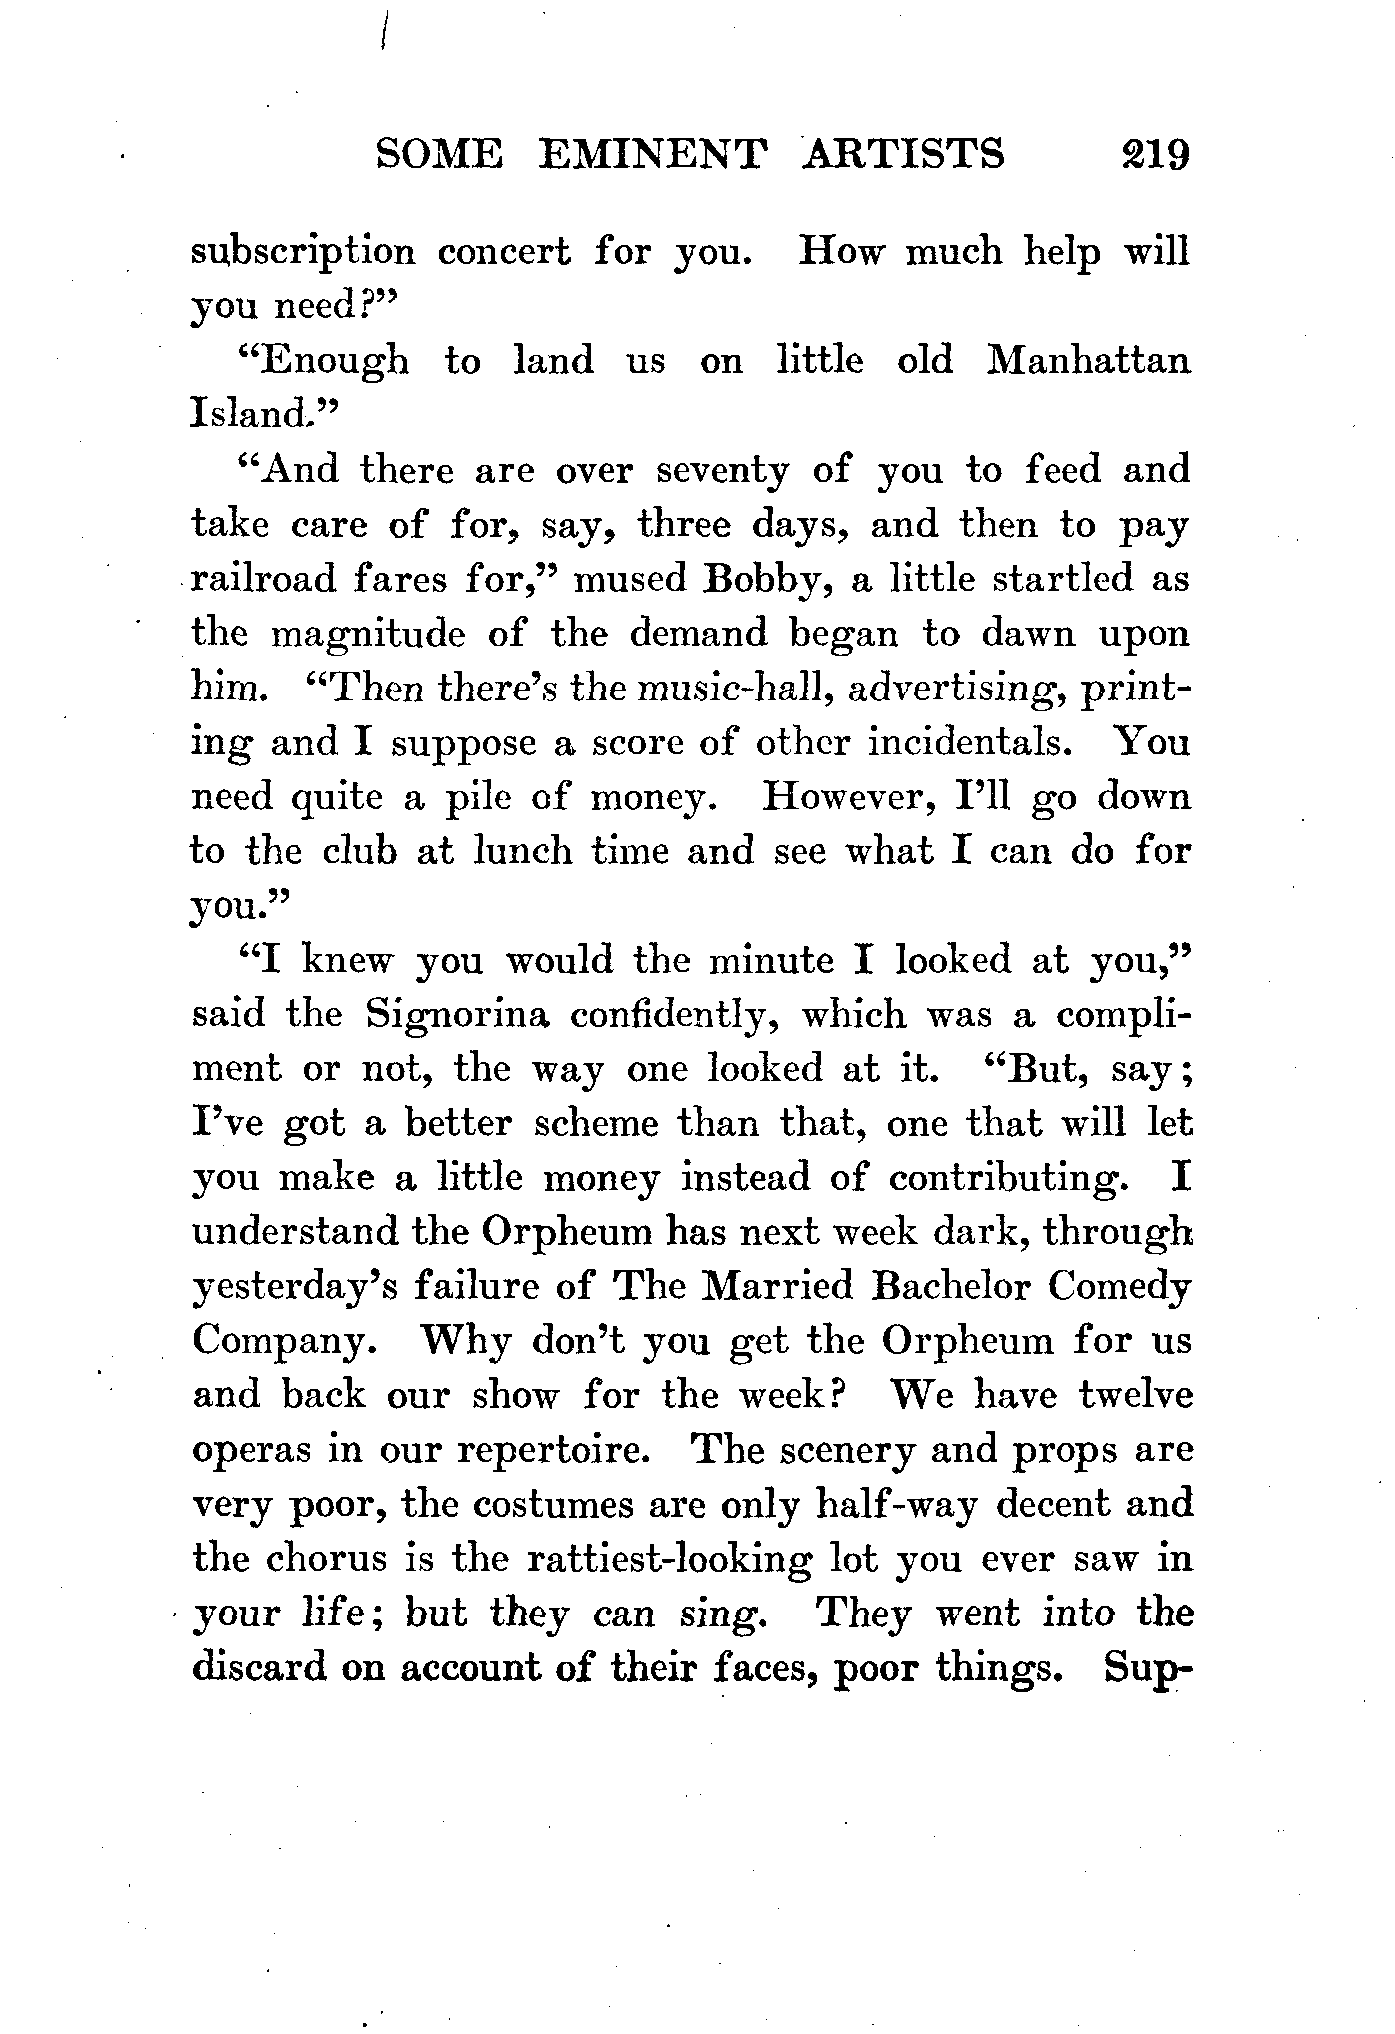 SOME EMINENT ARTISTS 219
subscription concert for you. How much help will
you need?”
“Enough to land us on little old Manhattan
Island.”
“And there are over seventy of you to feed and
take care of for, say, three days, and then to pay
railroad fares for,” mused Bobby, a little startled as
the magnitude of the demand began to dawn upon
him. “Then there’s the music-hall, advertising, print-
ing and I suppose a score of other incidentals. You
need quite a pile of money. However, I’ll go down
to the club at lunch time and see what I can do for
you.”
“I knew you would the minute I looked at you,”
said the Signorina confidently, which was a compli-
ment or not, the way one looked at it. “But, say;
I’ve got a better scheme than that, one that will let
you make a little money instead of contributing. I
understand the Orpheum has next week dark, through
yesterday’s failure of The Married Bachelor Comedy
Company. Why don’t you get the Orpheum for us
and back our show for the week? We have twelve
operas in our repertoire. The scenery and props are
very poor, the costumes are only half-way decent and
the chorus is the rattiest-looking lot you ever saw in
your life; but they can sing. They went into the
discard on account of their faces, poor things. Sup-